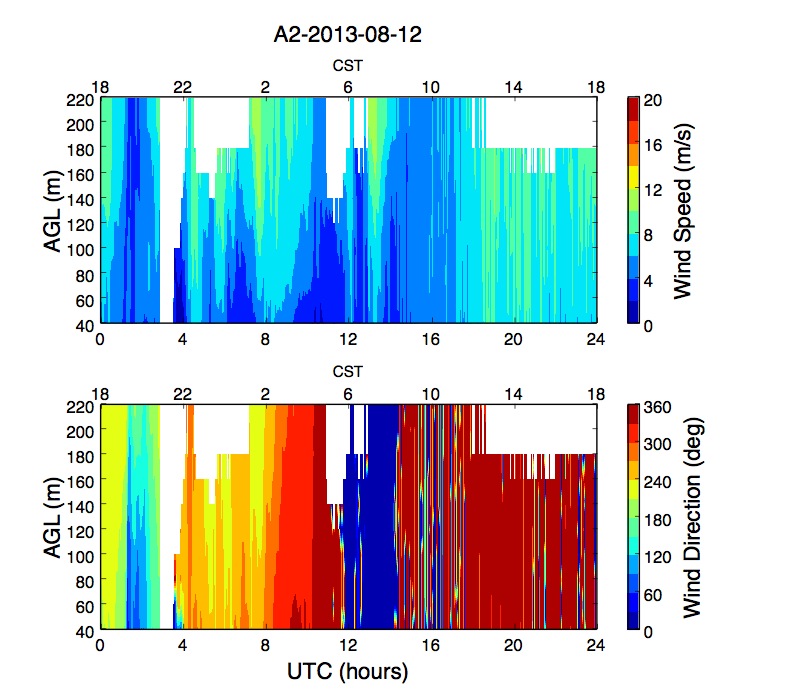 A2-2013-08-12
CST
18 22 2 6 10 14 18
220
200
180
160
140
120
100
80
60
40
AGL (m)
0 4 8 12 16 20 24
20
16
12
8
4
0
Wind Speed (m/s)
CST
18 22 2 6 10 14 18
220
200
180
160
140
120
100
80
60
40
AGL (m)
0 4 8 12 16 20 24
UTC (hours)
360
300
240
180
120
60
0
Wind Direction (deg)